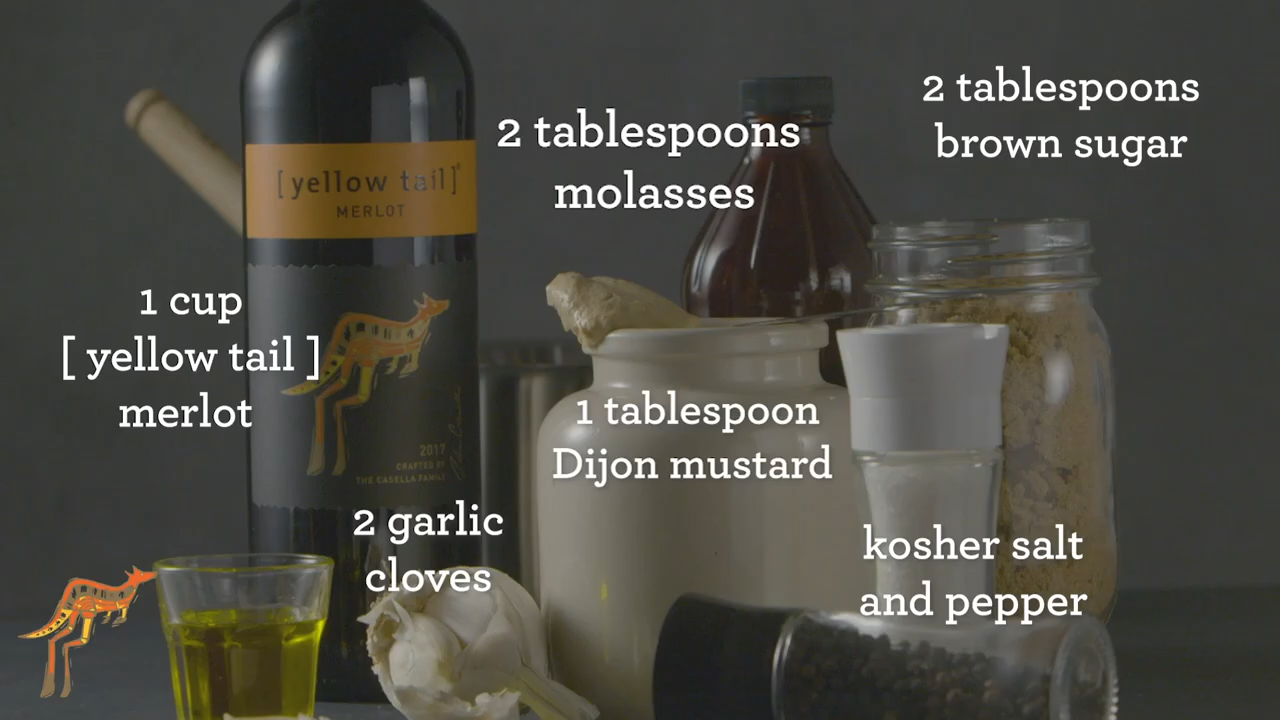 2 tablespoons
brown sugar
2 tablespoons
molasses
[ yellow tail ]®
MERLOT
1 cup
[ yellow tail ]
merlot
1 tablespoon
Dijon mustard
2017
CRAFTED BY
THE CASELLA FAMILY
2 garlic
cloves
kosher salt
and pepper